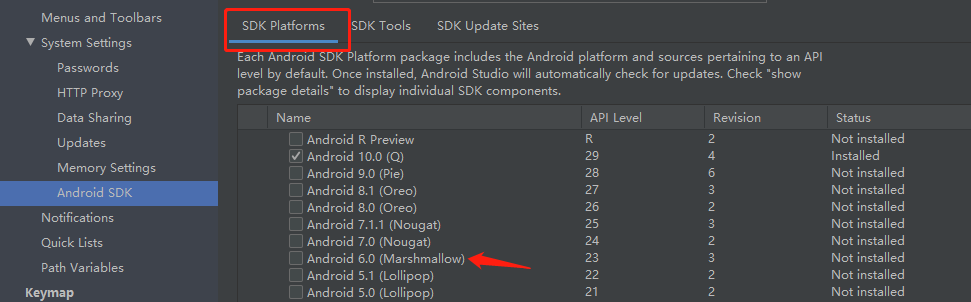 Menus and Toolbars
System Settings
Passwords
HTTP Proxy
Data Sharing
Updates
Memory Settings
Android SDK
Notifications
Quick Lists
Path Variables
Keymap
SDK Platforms SDK Tools SDK Update Sites
Each Android SDK Platform package includes the Android platform and sources pertaining to an API
level by default. Once installed, Android Studio will automatically check for updates. Check "show
package details" to display individual SDK components.
Name API Level Revision Status
Android R Preview R 2 Not installed
Android 10.0 (Q) 29 4 Installed
Android 9.0 (Pie) 28 6 Not installed
Android 8.1 (Oreo) 27 3 Not installed
Android 8.0 (Oreo) 26 2 Not installed
Android 7.1.1 (Nougat) 25 3 Not installed
Android 7.0 (Nougat) 24 2 Not installed
Android 6.0 (Marshmallow) 23 3 Not installed
Android 5.1 (Lollipop) 22 2 Not installed
Android 5.0 (Lollipop) 21 2 Not installed